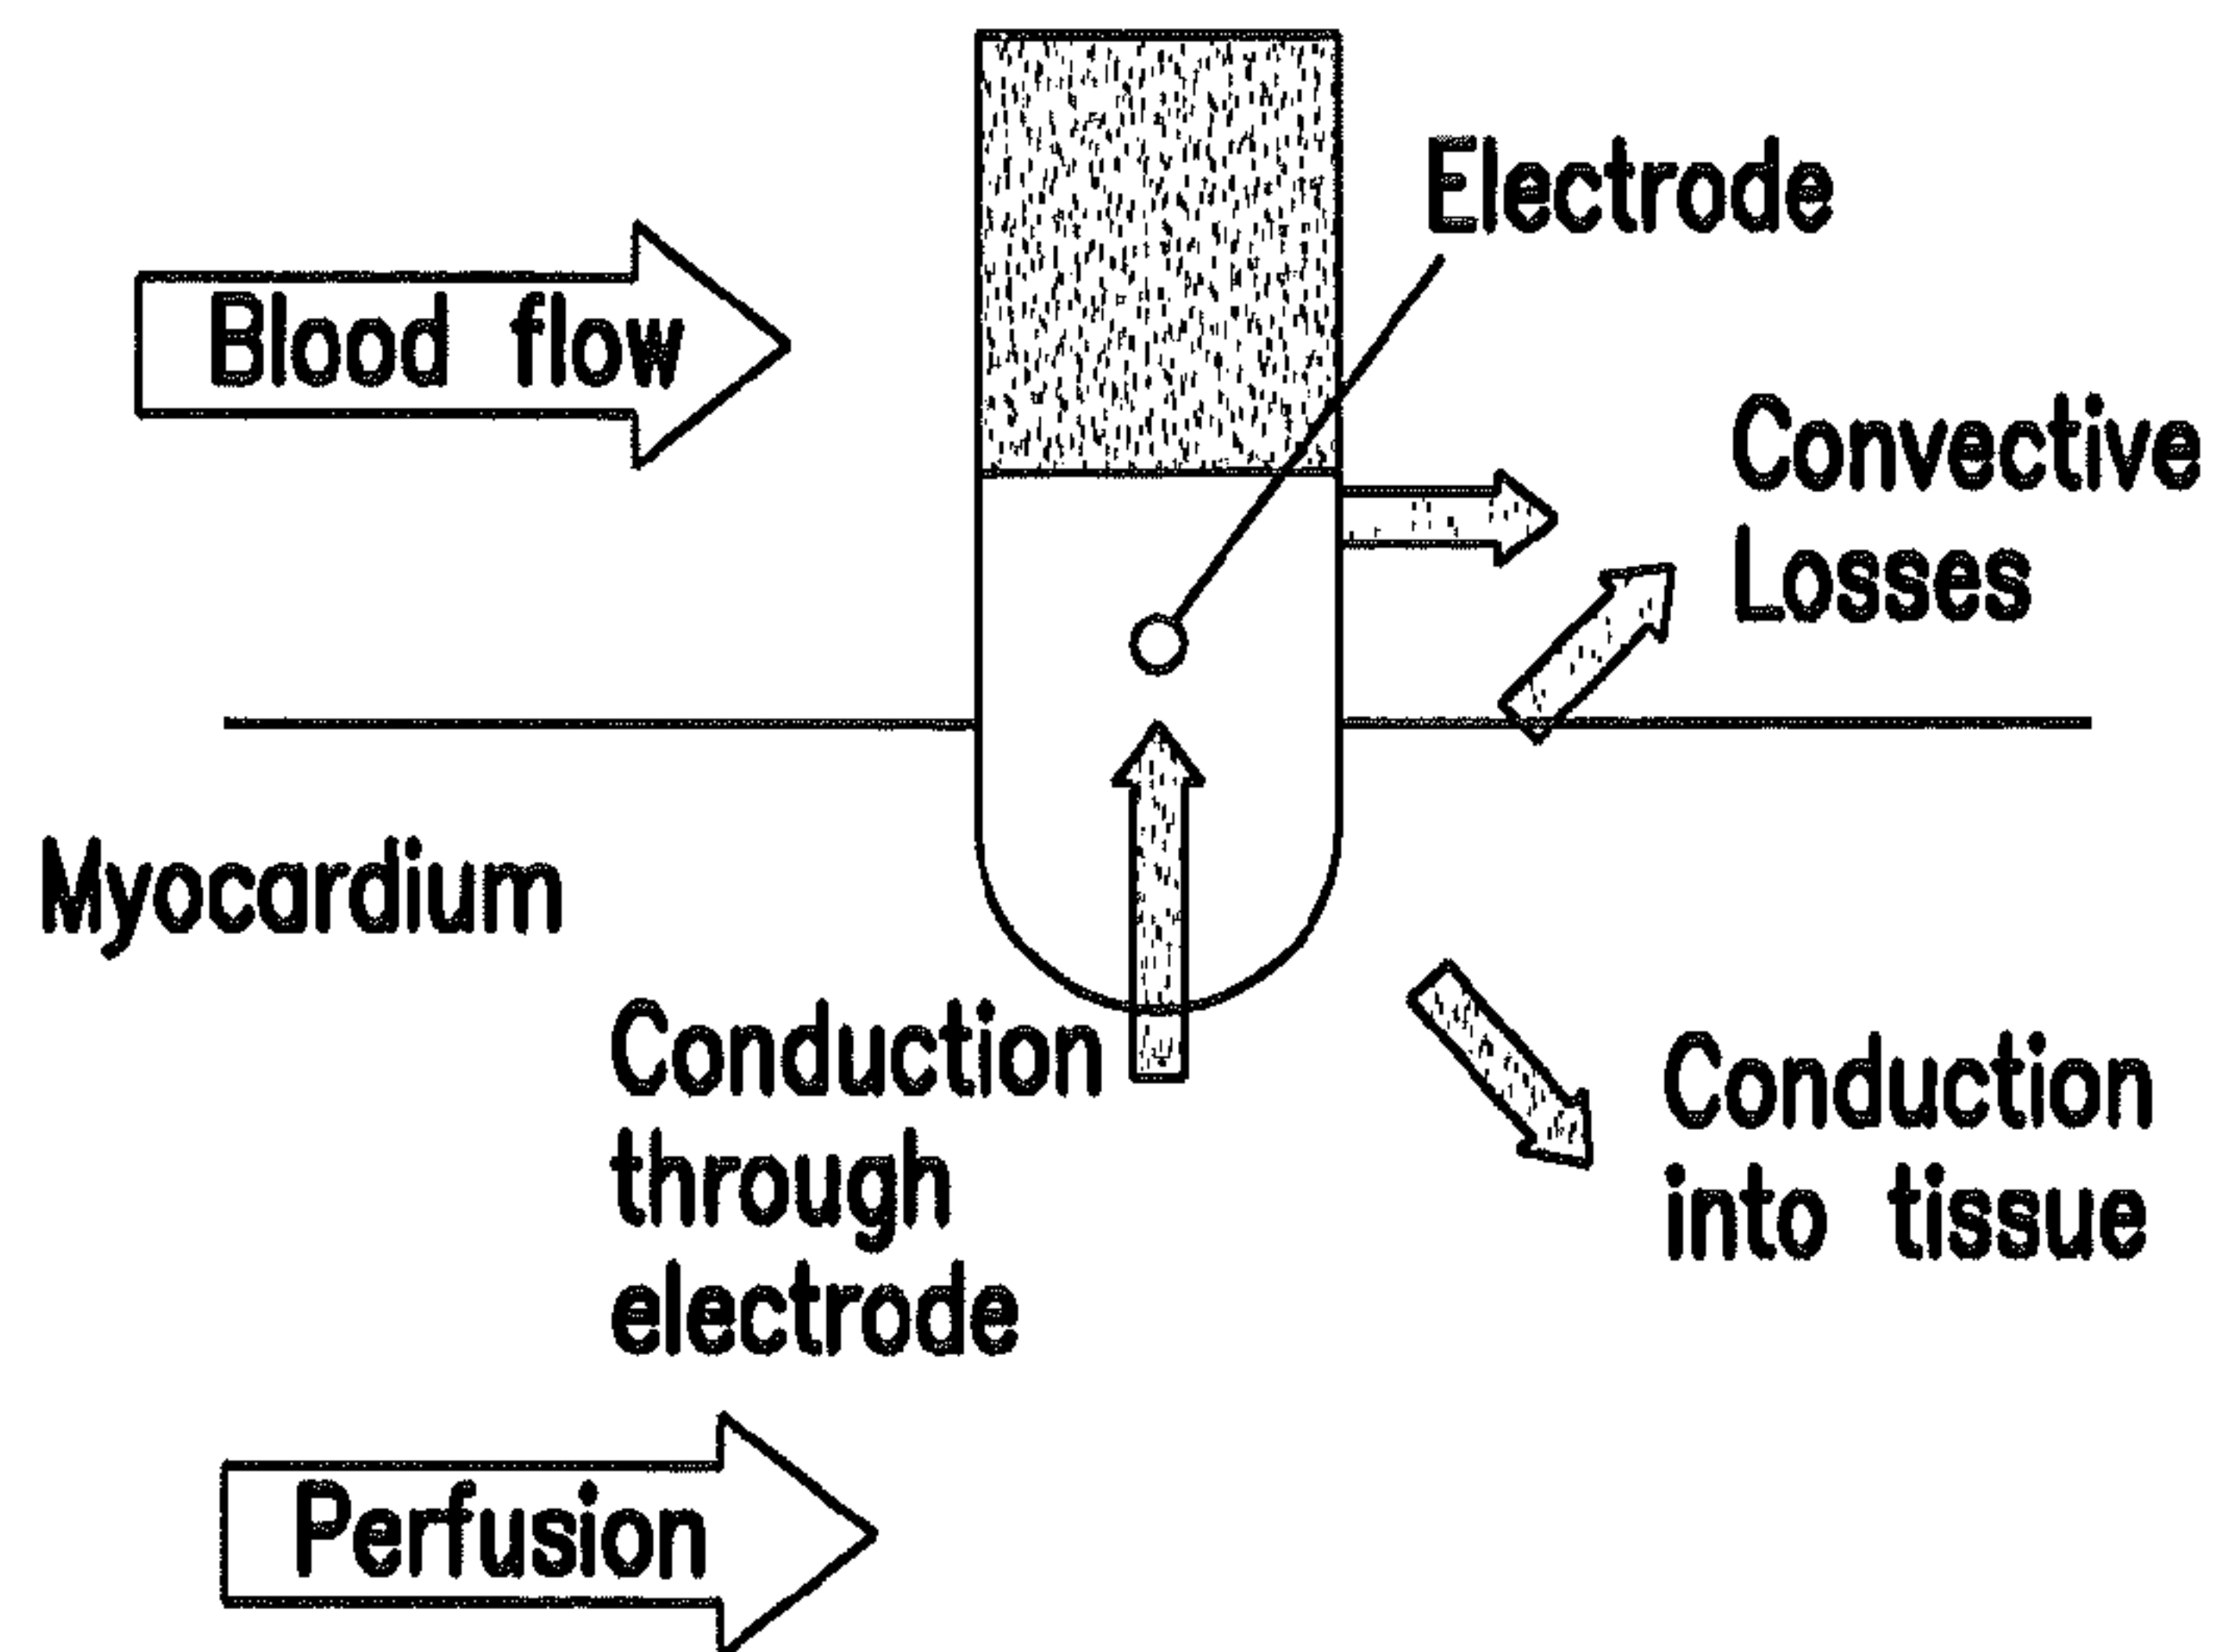 Electrode
Blood flow
Convective
Losses
Myocardium
Conduction
through
electrode
Conduction
into tissue
Perfusion